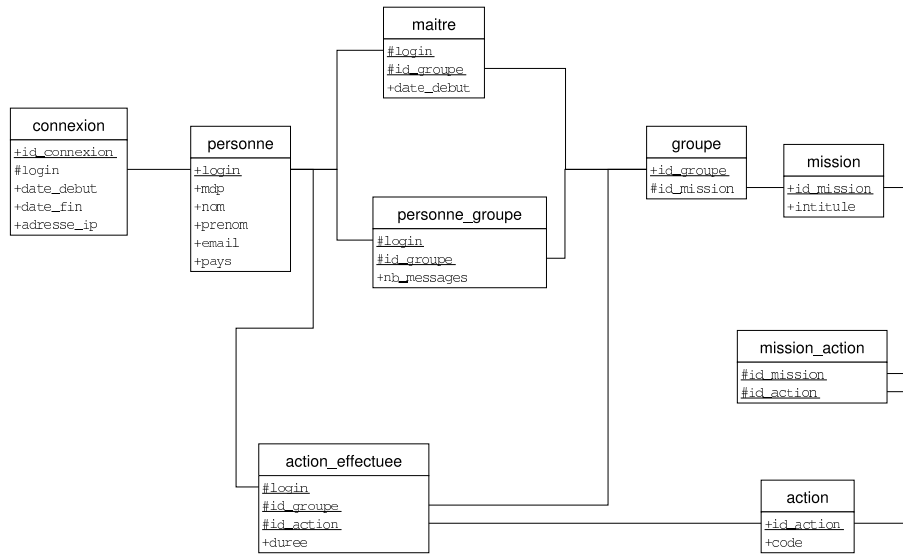 maitre
#login
#id_groupe
+date_debut
connexion
+id_connexion
#login
+date_debut
+date_fin
+adresse_ip
personne
+login
+mdp
+nom
+prenom
+email
+pays
groupe
+id_groupe
#id_mission
mission
+id_mission
+intitule
personne_groupe
#login
#id_groupe
+nb_messages
mission_action
#id_mission
#id_action
action_effectuee
#login
#id_groupe
#id_action
+duree
action
+id_action
+code